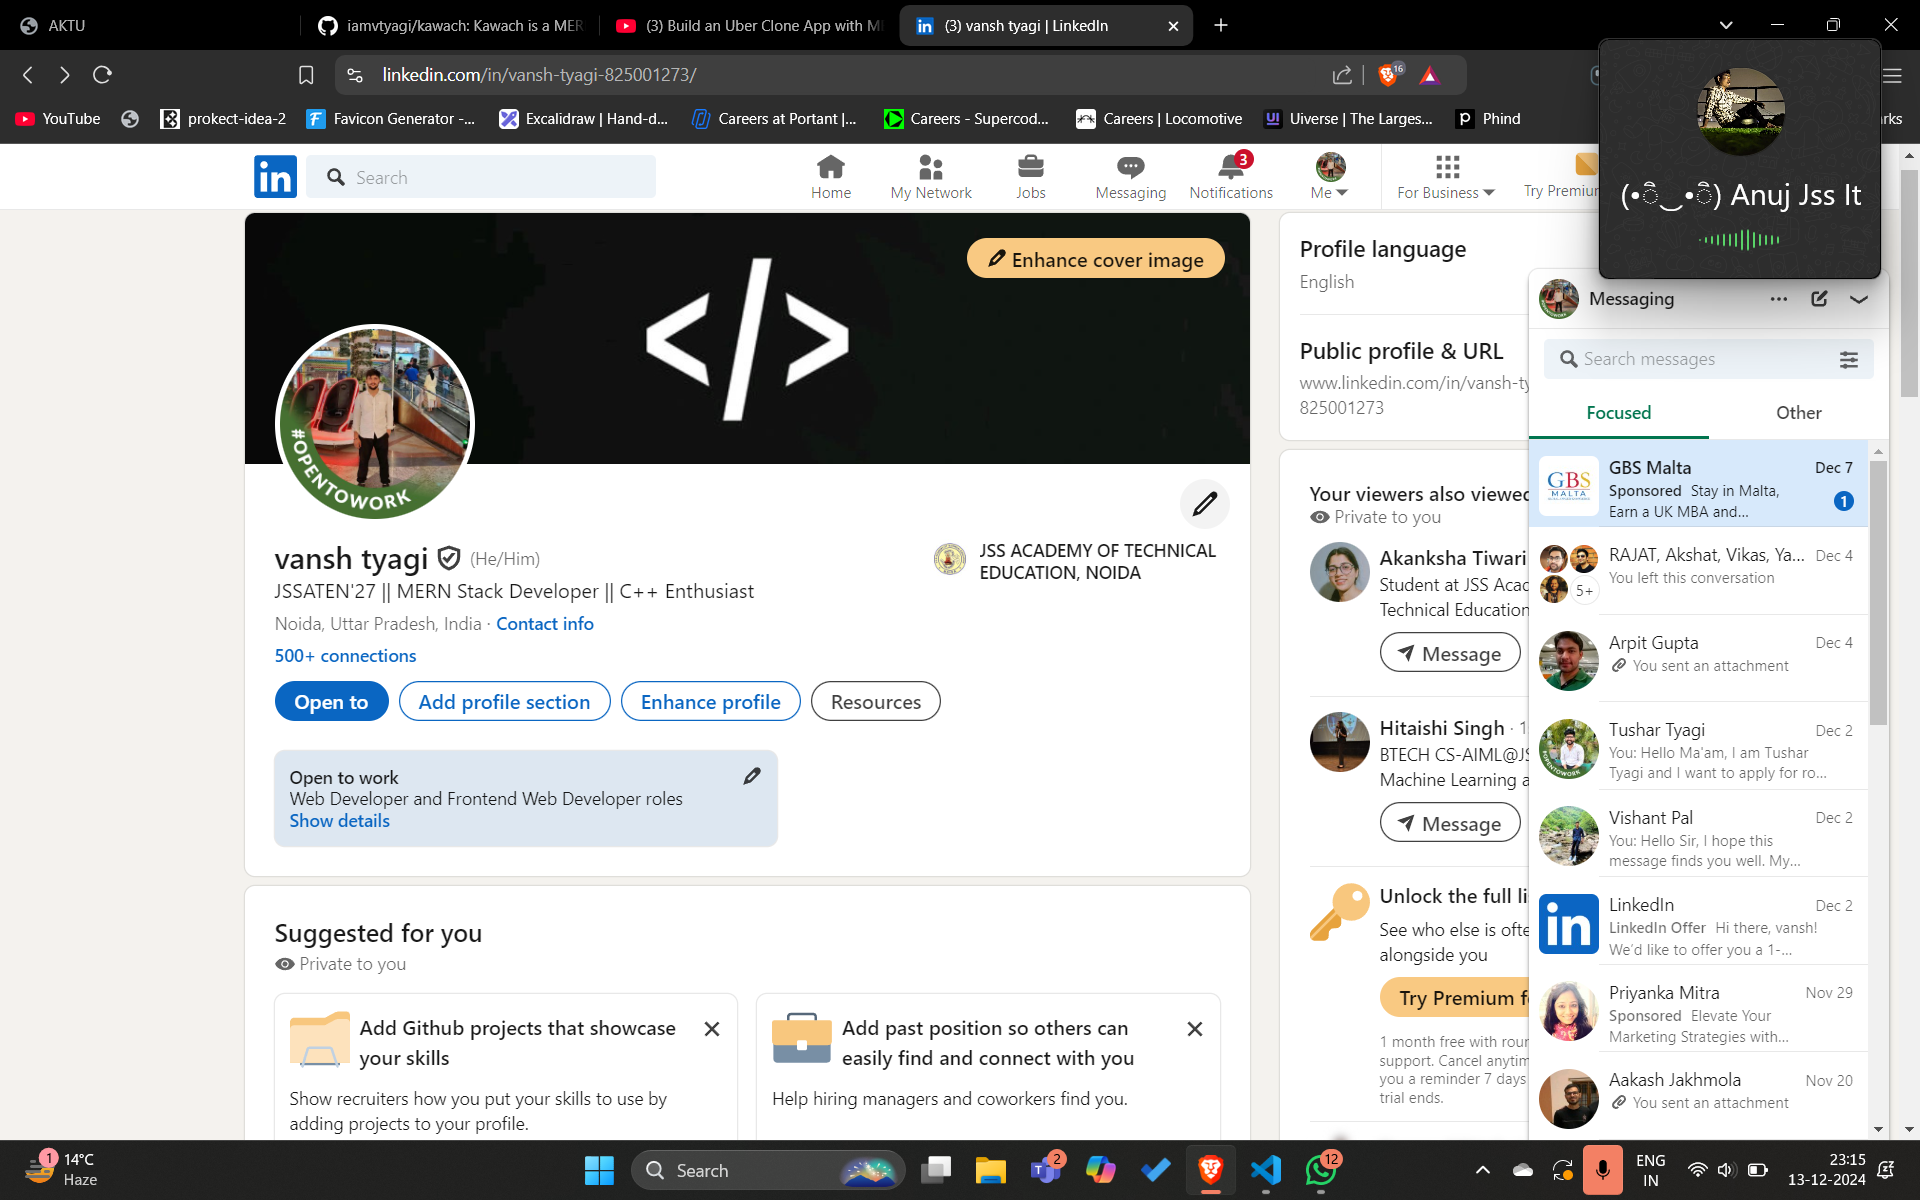 AKTU
iamvtyagi/kawach: Kawach is a MER
(3) Build an Uber Clone App with M
(3) vansh tyagi | LinkedIn
linkedin.com/in/vansh-tyagi-825001273/
16
YouTube
prokect-idea-2
Favicon Generator -...
Excalidraw | Hand-d...
Careers at Portant |...
Careers - Supercod...
Careers | Locomotive
Uiverse | The Larges...
Phind
rks
Anuj Jss It
in
Search
Home
My Network
Jobs
Messaging
3
Notifications
Me
For Business
Try Premium
</>
Enhance cover image
#OPENTOWORK
vansh tyagi (He/Him)
JSSATEN'27 || MERN Stack Developer || C++ Enthusiast
Noida, Uttar Pradesh, India · Contact info
500+ connections
JSS ACADEMY OF TECHNICAL
EDUCATION, NOIDA
Open to
Add profile section
Enhance profile
Resources
Open to work
Web Developer and Frontend Web Developer roles
Show details
Suggested for you
Private to you
Add Github projects that showcase
your skills
Show recruiters how you put your skills to use by
adding projects to your profile.
Add past position so others can
easily find and connect with you
Help hiring managers and coworkers find you.
Profile language
English
Public profile & URL
www.linkedin.com/in/vansh-ty
825001273
Your viewers also viewed
Private to you
Akanksha Tiwari
Student at JSS Acad
Technical Education
Message
Hitaishi Singh · 1s
BTECH CS-AIML@JS
Machine Learning a
Message
Unlock the full li
See who else is ofte
alongside you
Try Premium f
1 month free with roun
support. Cancel anytim
you a reminder 7 days
trial ends.
Messaging
Search messages
Focused
Other
GBS
MALTA
GBS Malta
Dec 7
Sponsored Stay in Malta,
Earn a UK MBA and...
1
RAJAT, Akshat, Vikas, Ya...
Dec 4
You left this conversation
5+
Arpit Gupta
Dec 4
You sent an attachment
Tushar Tyagi
Dec 2
You: Hello Ma'am, I am Tushar
Tyagi and I want to apply for ro...
Vishant Pal
Dec 2
You: Hello Sir, I hope this
message finds you well. My...
in
LinkedIn
Dec 2
LinkedIn Offer Hi there, vansh!
We'd like to offer you a 1-...
Priyanka Mitra
Nov 29
Sponsored Elevate Your
Marketing Strategies with...
Aakash Jakhmola
Nov 20
You sent an attachment
1
14°C
Haze
Search
2
12
ENG
IN
23:15
13-12-2024